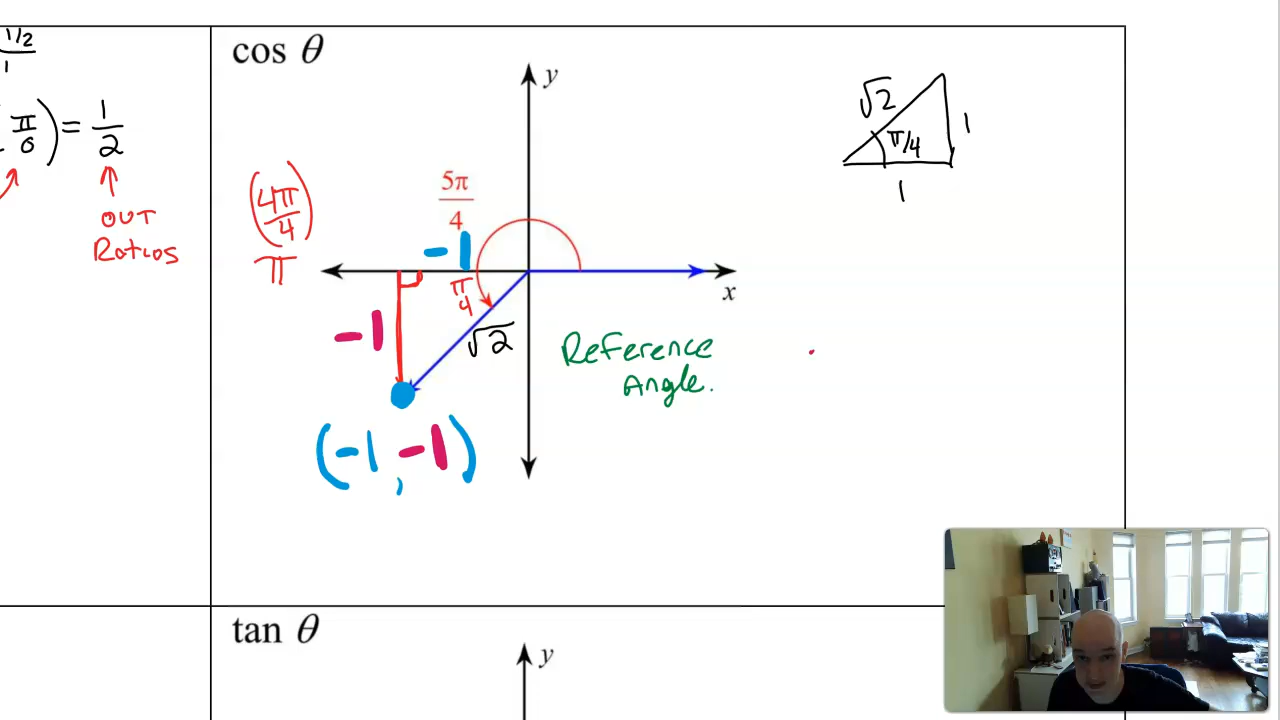 1/2
1
π/6) = 1/2
OUT
Ratios
cos θ
y
x
5π/4
(4π/4)
π
-1
π/4
√2
-1
(-1, -1)
Reference
Angle.
√2
π/4
1
1
tan θ
y